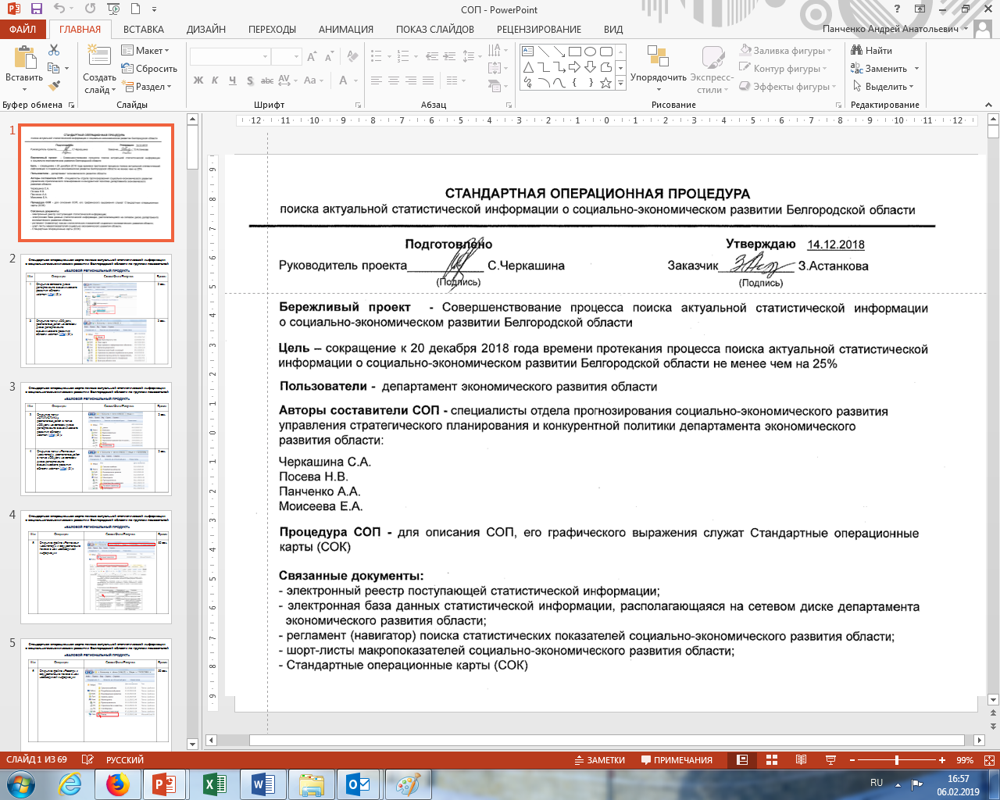 СОП - PowerPoint
Панченко Андрей Анатольевич
ФАЙЛ ГЛАВНАЯ ВСТАВКА ДИЗАЙН ПЕРЕХОДЫ АНИМАЦИЯ ПОКАЗ СЛАЙДОВ РЕЦЕНЗИРОВАНИЕ ВИД
Вставить
Создать слайд
Макет
Сбросить
Раздел
Упорядочить
Экспресс-стили
Заливка фигуры
Контур фигуры
Эффекты фигуры
Найти
Заменить
Выделить
Буфер обмена Слайды Шрифт Абзац Рисование Редактирование
СТАНДАРТНАЯ ОПЕРАЦИОННАЯ ПРОЦЕДУРА
поиска актуальной статистической информации о социально-экономическом развитии Белгородской области
Подготовлено Утверждаю 14.12.2018
Руководитель проекта С.Черкашина Заказчик З.Астанкова
(Подпись) (Подпись)
Бережливый проект - Совершенствование процесса поиска актуальной статистической информации
о социально-экономическом развитии Белгородской области
Цель – сокращение к 20 декабря 2018 года времени протекания процесса поиска актуальной статистической
информации о социально-экономическом развитии Белгородской области не менее чем на 25%
Пользователи - департамент экономического развития области
Авторы составители СОП - специалисты отдела прогнозирования социально-экономического развития
управления стратегического планирования и конкурентной политики департамента экономического
развития области:
Черкашина С.А.
Посева Н.В.
Панченко А.А.
Моисеева Е.А.
Процедура СОП - для описания СОП, его графического выражения служат Стандартные операционные
карты (СОК)
Связанные документы:
- электронный реестр поступающей статистической информации;
- электронная база данных статистической информации, располагающаяся на сетевом диске департамента
экономического развития области;
- регламент (навигатор) поиска статистических показателей социально-экономического развития области;
- шорт-листы макропоказателей социально-экономического развития области;
- Стандартные операционные карты (СОК)
1
2
3
4
5
СЛАЙД 1 ИЗ 69 РУССКИЙ ЗАМЕТКИ ПРИМЕЧАНИЯ 99%
RU 16:57
06.02.2019